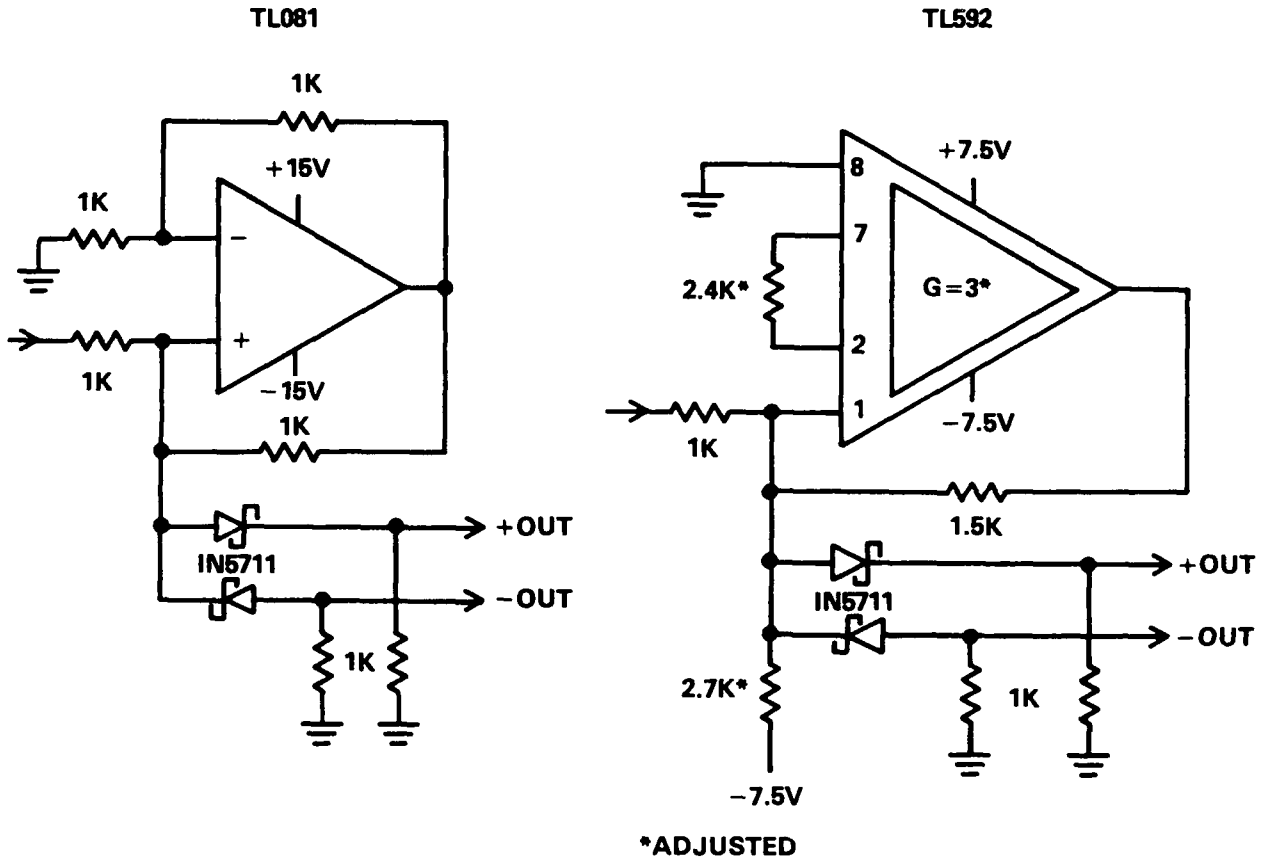 TL081
1K
+15V
1K
−
+
1K
−15V
1K
+OUT
IN5711
−OUT
1K
TL592
+7.5V
8
7
2.4K*
G=3*
2
1
1K
−7.5V
1.5K
+OUT
IN5711
−OUT
2.7K*
1K
−7.5V
*ADJUSTED